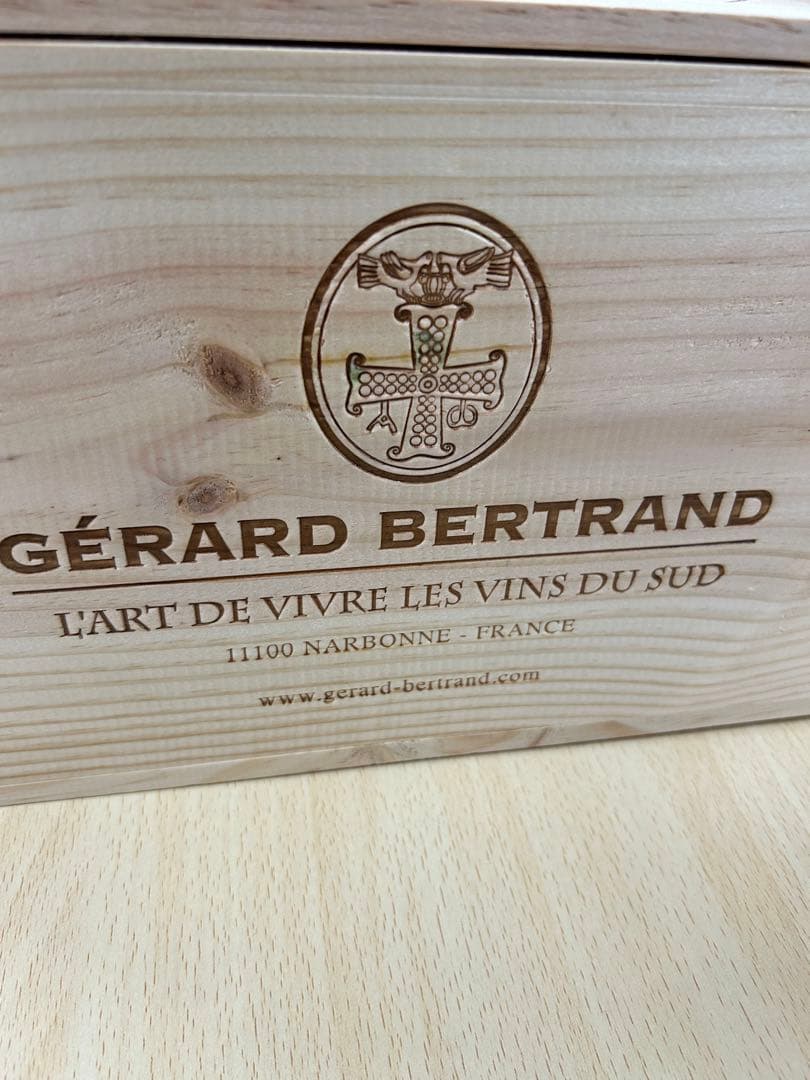 GÉRARD BERTRAND
L'ART DE VIVRE LES VINS DU SUD
11100 NARBONNE - FRANCE
www.gerard-bertrand.com